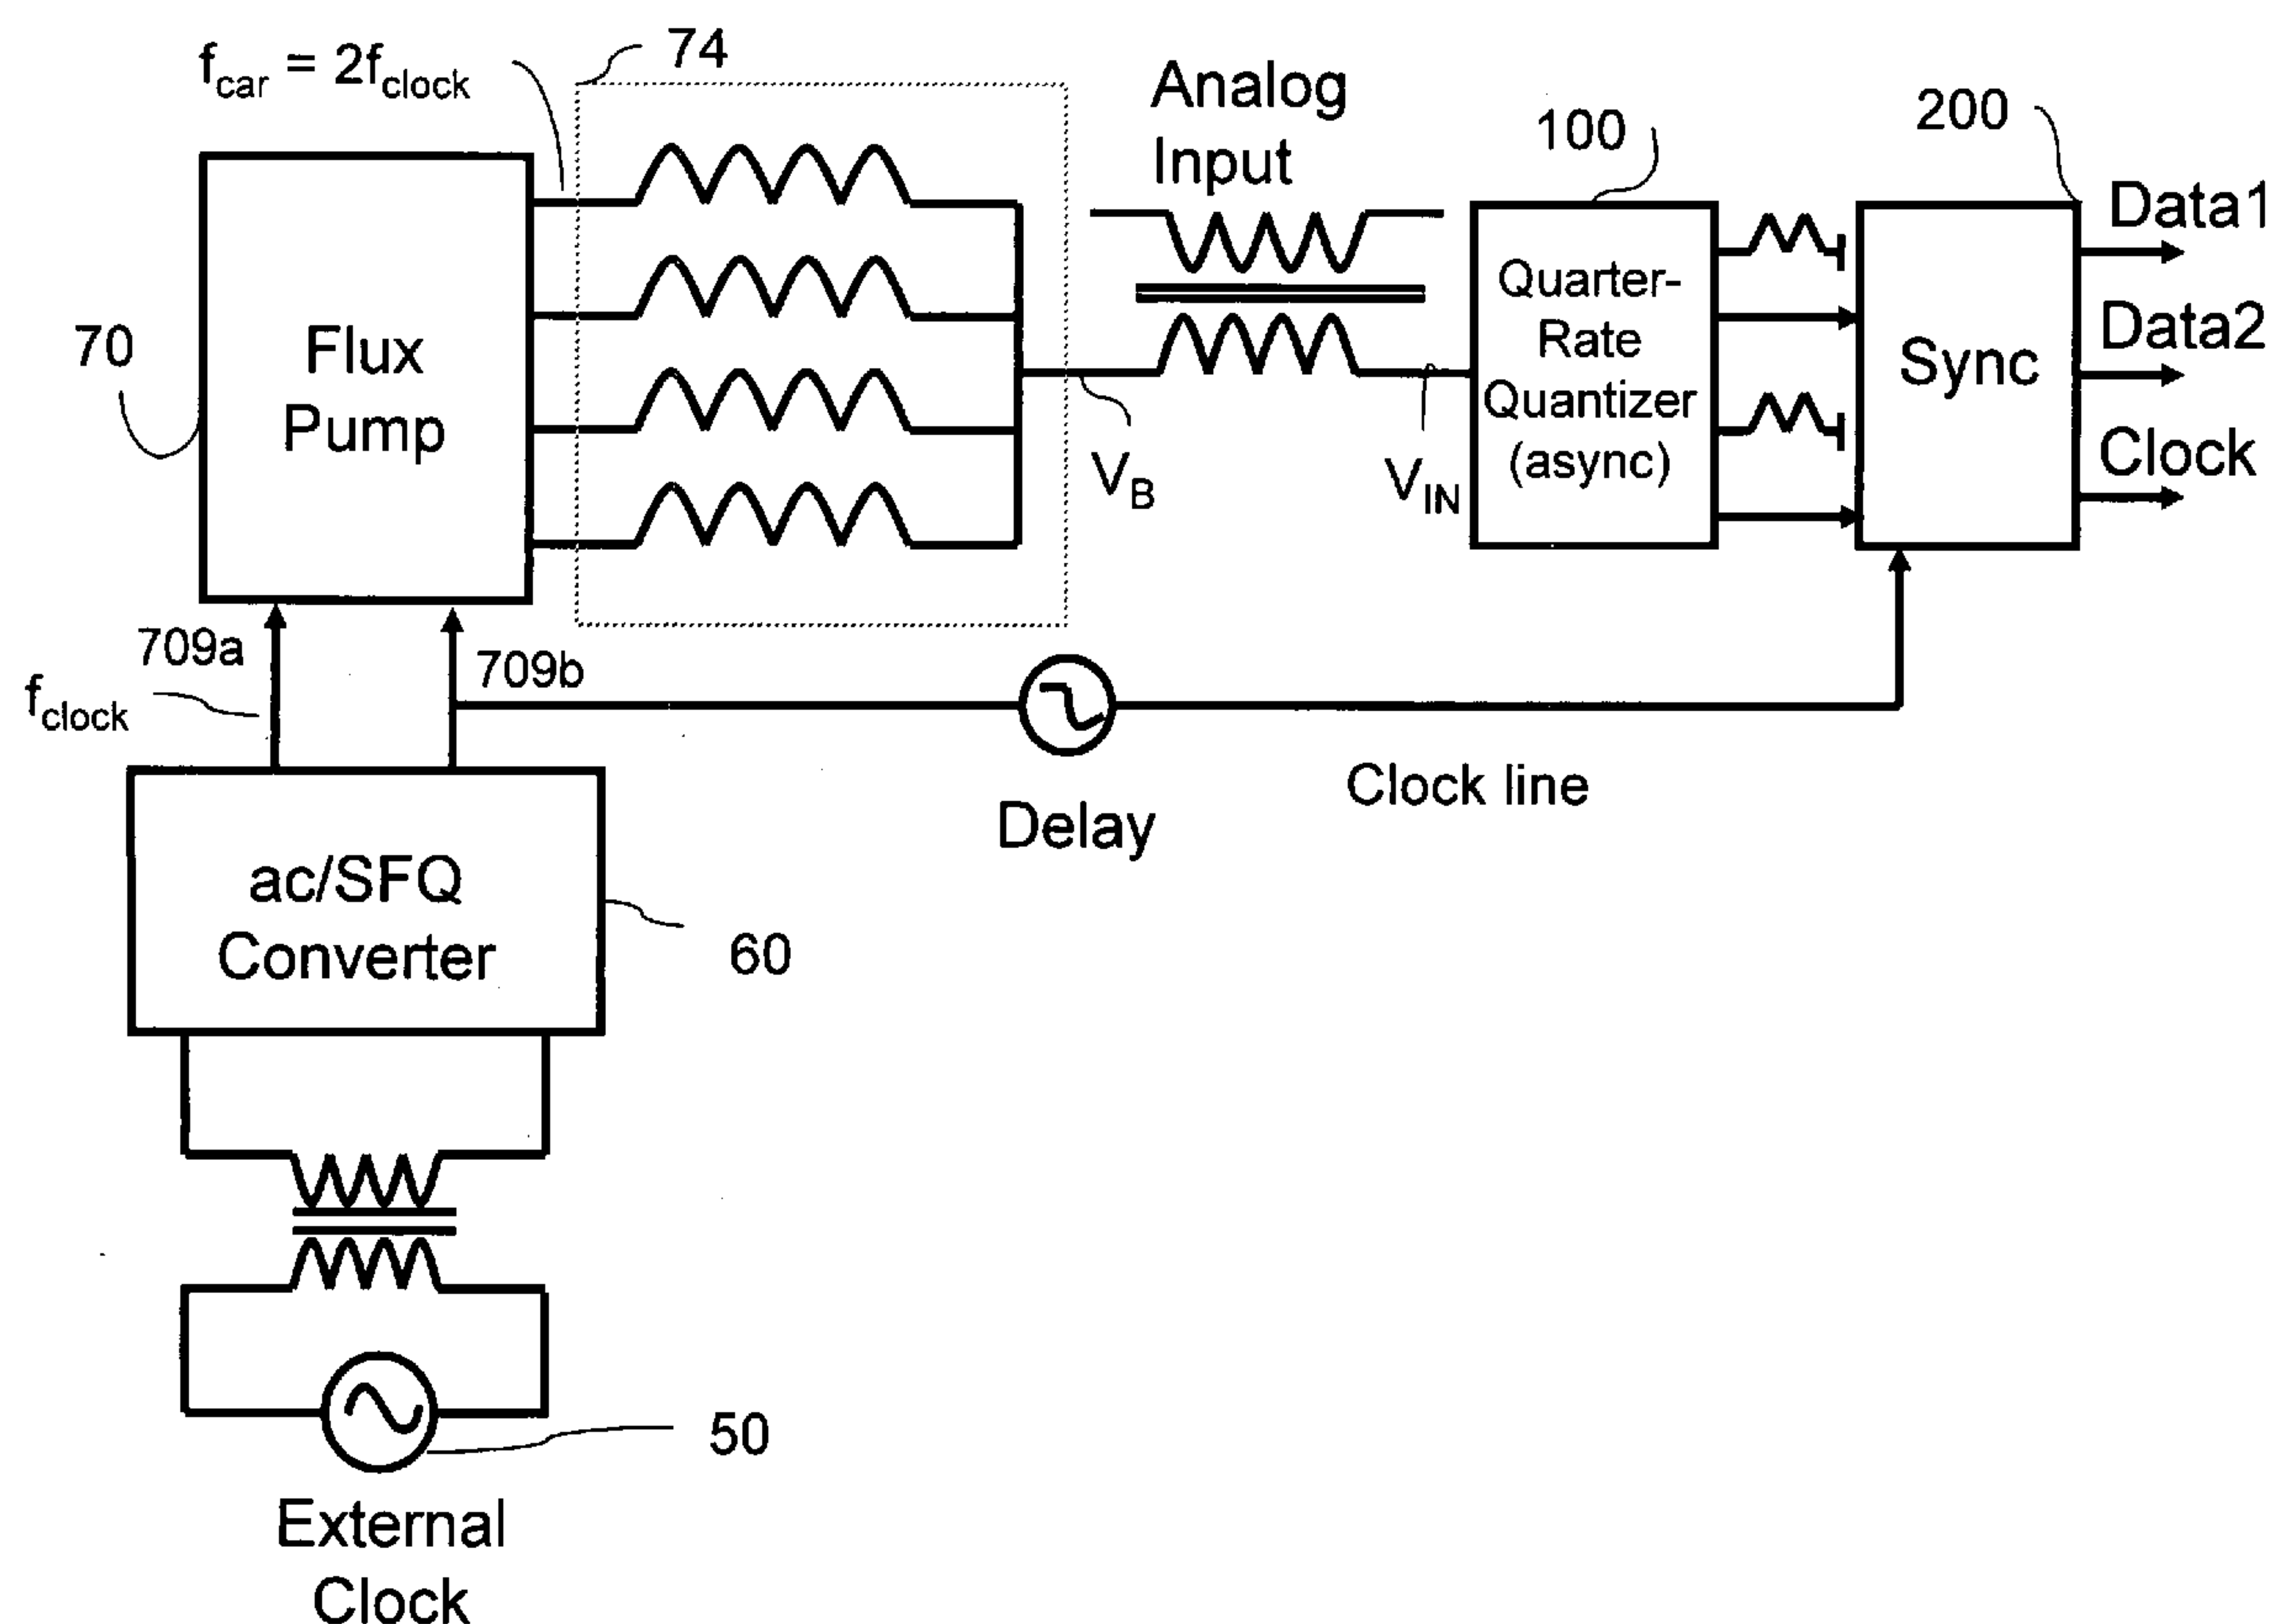 f_car = 2f_clock
74
Analog
Input
100
200
Data1
Data2
Clock
70
Flux
Pump
Quarter-
Rate
Quantizer
(async)
Sync
V_B
V_IN
709a
709b
f_clock
Delay
Clock line
ac/SFQ
Converter
60
50
External
Clock